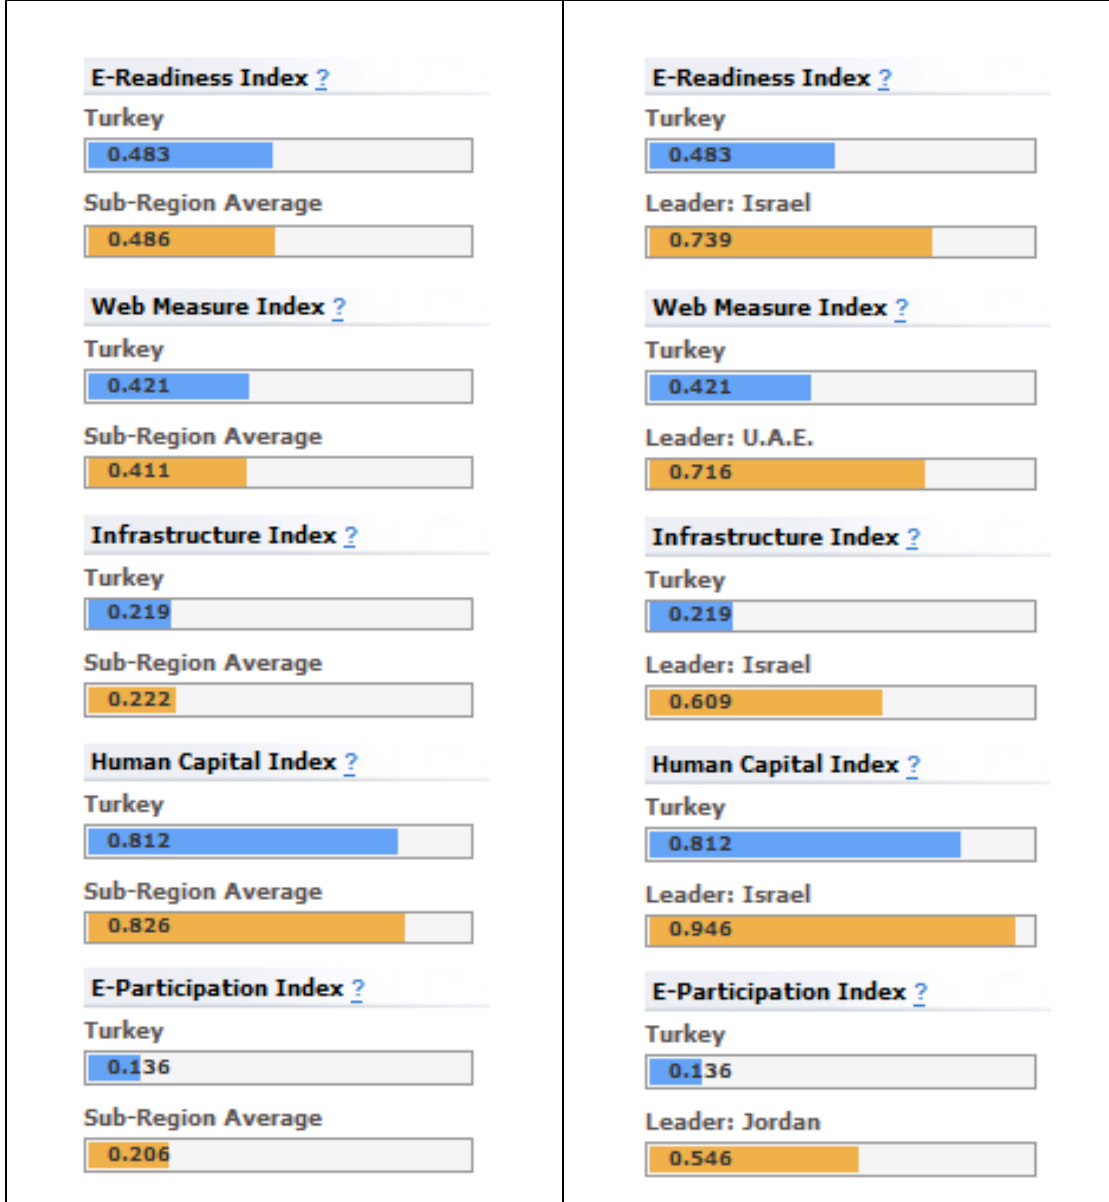 E-Readiness Index ?
Turkey
0.483
Sub-Region Average
0.486
Web Measure Index ?
Turkey
0.421
Sub-Region Average
0.411
Infrastructure Index ?
Turkey
0.219
Sub-Region Average
0.222
Human Capital Index ?
Turkey
0.812
Sub-Region Average
0.826
E-Participation Index ?
Turkey
0.136
Sub-Region Average
0.206
E-Readiness Index ?
Turkey
0.483
Leader: Israel
0.739
Web Measure Index ?
Turkey
0.421
Leader: U.A.E.
0.716
Infrastructure Index ?
Turkey
0.219
Leader: Israel
0.609
Human Capital Index ?
Turkey
0.812
Leader: Israel
0.946
E-Participation Index ?
Turkey
0.136
Leader: Jordan
0.546